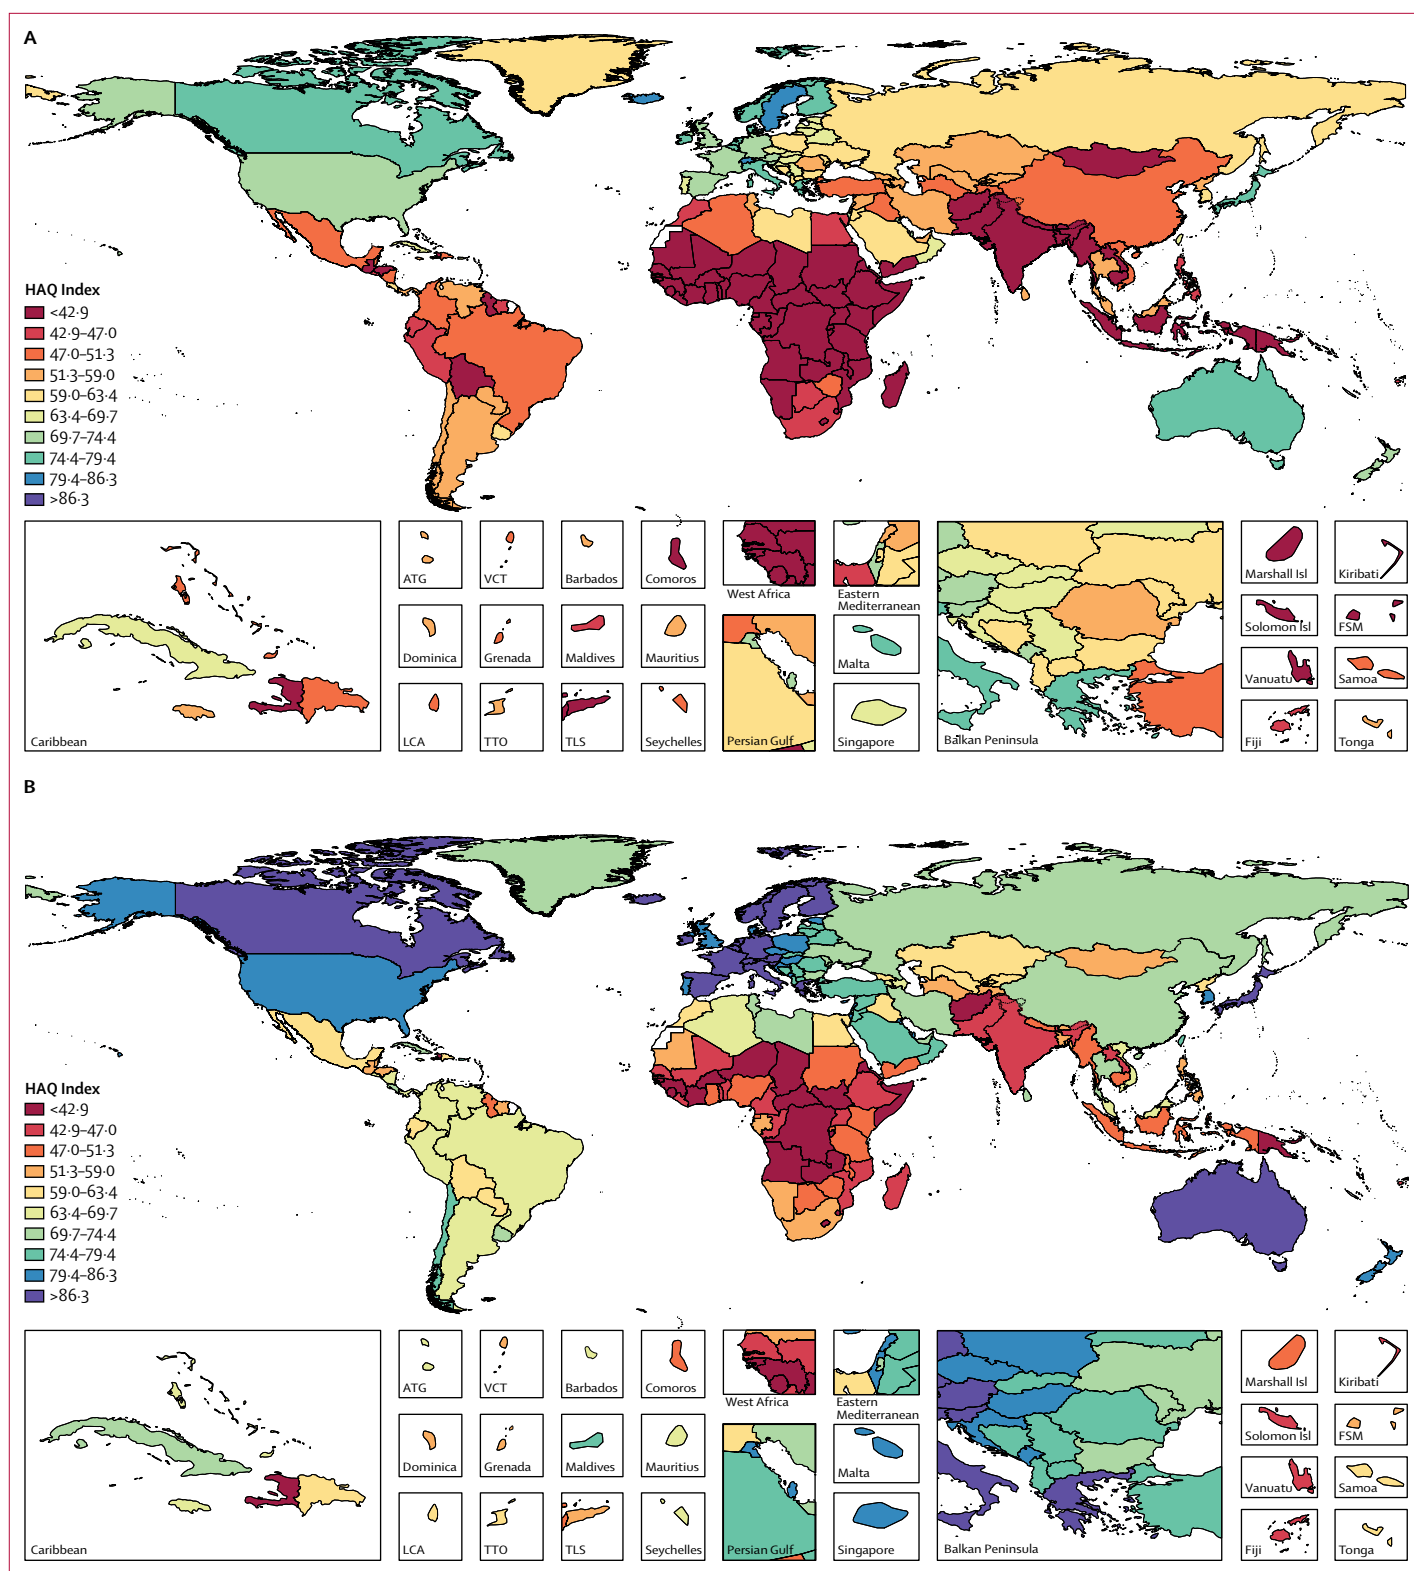 A
HAQ Index
<42·9
42·9–47·0
47·0–51·3
51·3–59·0
59·0–63·4
63·4–69·7
69·7–74·4
74·4–79·4
79·4–86·3
>86·3
Caribbean
ATG
VCT
Barbados
Comoros
Dominica
Grenada
Maldives
Mauritius
LCA
TTO
TLS
Seychelles
West Africa
Eastern
Mediterranean
Persian Gulf
Malta
Singapore
Balkan Peninsula
Marshall Isl
Kiribati
Solomon Isl
FSM
Vanuatu
Samoa
Fiji
Tonga
B
HAQ Index
<42·9
42·9–47·0
47·0–51·3
51·3–59·0
59·0–63·4
63·4–69·7
69·7–74·4
74·4–79·4
79·4–86·3
>86·3
Caribbean
ATG
VCT
Barbados
Comoros
Dominica
Grenada
Maldives
Mauritius
LCA
TTO
TLS
Seychelles
West Africa
Eastern
Mediterranean
Persian Gulf
Malta
Singapore
Balkan Peninsula
Marshall Isl
Kiribati
Solomon Isl
FSM
Vanuatu
Samoa
Fiji
Tonga